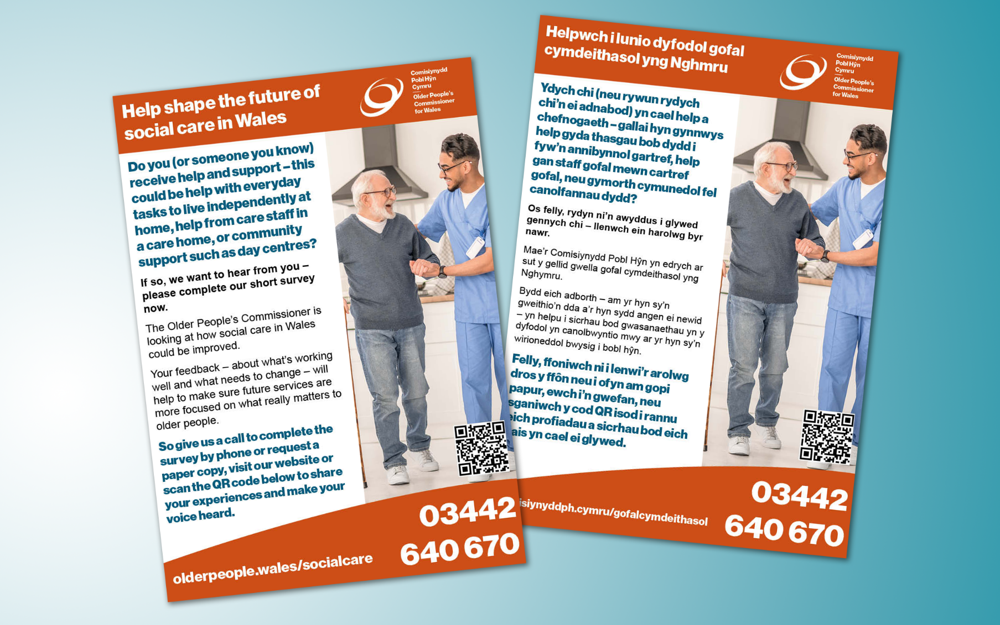 Help shape the future of
social care in Wales
Comisiynydd
Pobl Hŷn
Cymru
Older People's
Commissioner
for Wales
Do you (or someone you know)
receive help and support – this
could be help with everyday
tasks to live independently at
home, help from care staff in
a care home, or community
support such as day centres?
If so, we want to hear from you –
please complete our short survey
now.
The Older People's Commissioner is
looking at how social care in Wales
could be improved.
Your feedback – about what's working
well and what needs to change – will
help to make sure future services are
more focused on what really matters to
older people.
So give us a call to complete the
survey by phone or request a
paper copy, visit our website or
scan the QR code below to share
your experiences and make your
voice heard.
03442
640 670
olderpeople.wales/socialcare
Helpwch i lunio dyfodol gofal
cymdeithasol yng Nghmru
Comisiynydd
Pobl Hŷn
Cymru
Older People's
Commissioner
for Wales
Ydych chi (neu rywun rydych
chi'n ei adnabod) yn cael help a
chefnogaeth – gallai hyn gynnwys
help gyda thasgau bob dydd i
fyw'n annibynnol gartref, help
gan staff gofal mewn cartref
gofal, neu gymorth cymunedol fel
canolfannau dydd?
Os felly, rydyn ni'n awyddus i glywed
gennych chi – llenwch ein harolwg byr
nawr.
Mae'r Comisiynydd Pobl Hŷn yn edrych ar
sut y gellid gwella gofal cymdeithasol yng
Nghymru.
Bydd eich adborth – am yr hyn sy'n
gweithio'n dda a'r hyn sydd angen ei newid
– yn helpu i sicrhau bod gwasanaethau yn y
dyfodol yn canolbwyntio mwy ar yr hyn sy'n
wirioneddol bwysig i bobl hŷn.
Felly, ffoniwch ni i lenwi'r arolwg
dros y ffôn neu i ofyn am gopi
papur, ewch i'n gwefan, neu
sganiwch y cod QR isod i rannu
eich profiadau a sicrhau bod eich
ais yn cael ei glywed.
03442
640 670
isiynyddph.cymru/gofalcymdeithasol